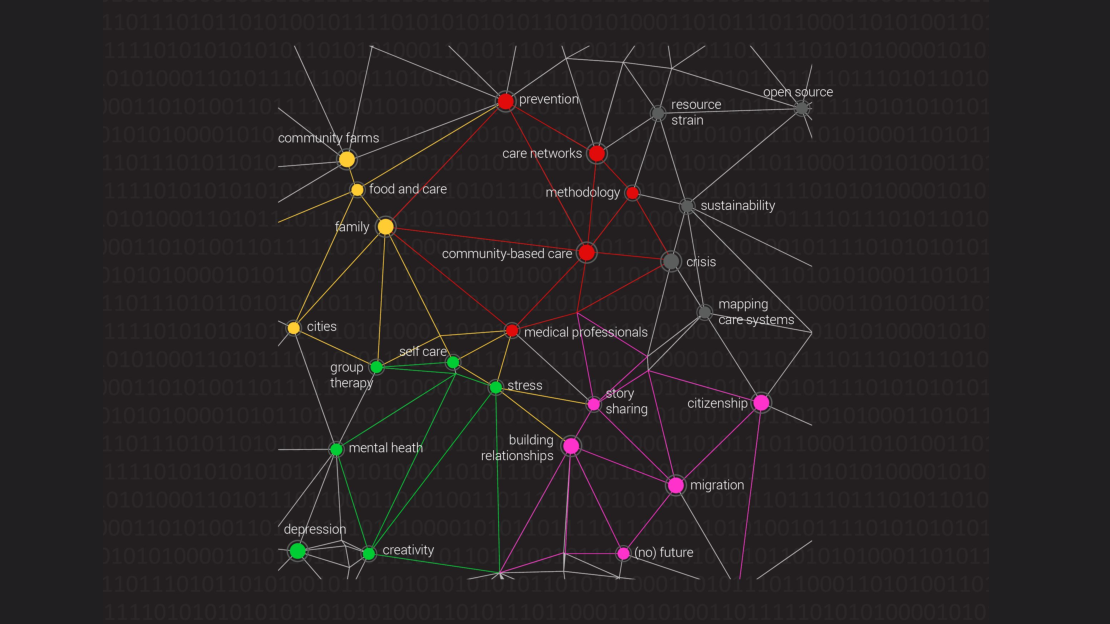 prevention
resource
strain
open source
community farms
care networks
food and care
methodology
sustainability
family
community-based care
crisis
mapping
care systems
cities
medical professionals
self care
group
therapy
stress
story
sharing
citizenship
building
relationships
mental heath
migration
depression
creativity
(no) future